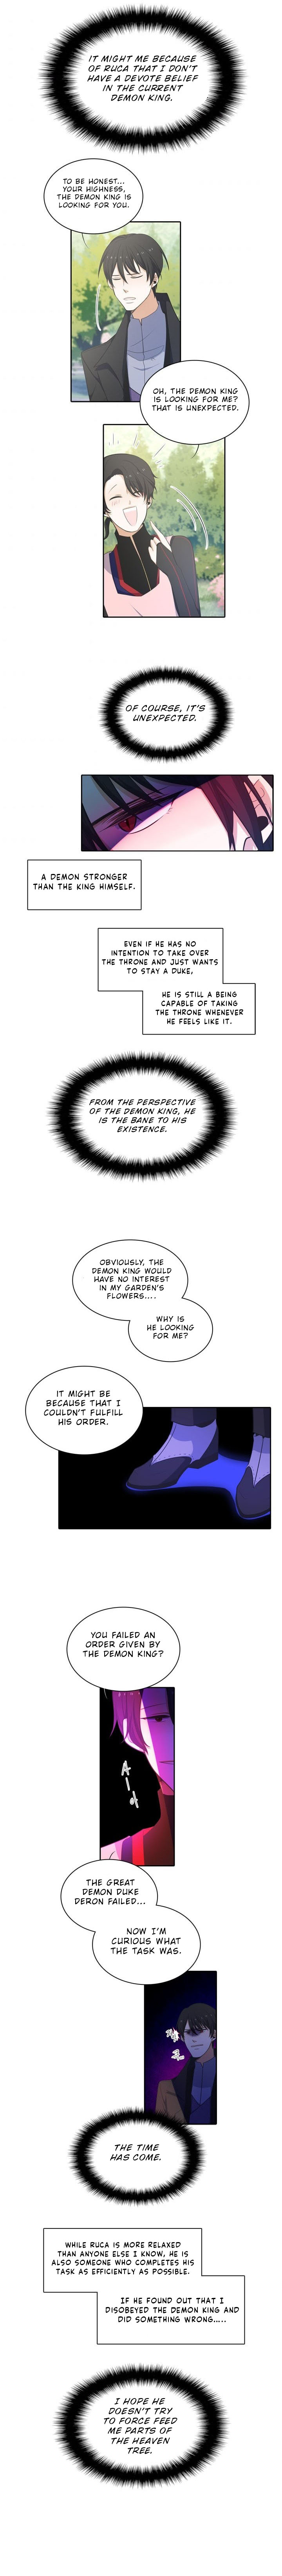 IT MIGHT ME BECAUSE
OF RUCA THAT I DON'T
HAVE A DEVOTE BELIEF
IN THE CURRENT
DEMON KING.
TO BE HONEST...
YOUR HIGHNESS,
THE DEMON KING IS
LOOKING FOR YOU.
OH, THE DEMON KING
IS LOOKING FOR ME?
THAT IS UNEXPECTED.
OF COURSE, IT'S
UNEXPECTED.
A DEMON STRONGER
THAN THE KING HIMSELF.
EVEN IF HE HAS NO
INTENTION TO TAKE OVER
THE THRONE AND JUST WANTS
TO STAY A DUKE,
HE IS STILL A BEING
CAPABLE OF TAKING
THE THRONE WHENEVER
HE FEELS LIKE IT.
FROM THE PERSPECTIVE
OF THE DEMON KING, HE
IS THE BANE TO HIS
EXISTENCE.
OBVIOUSLY, THE
DEMON KING WOULD
HAVE NO INTEREST
IN MY GARDEN'S
FLOWERS....
WHY IS
HE LOOKING
FOR ME?
IT MIGHT BE
BECAUSE THAT I
COULDN'T FULFILL
HIS ORDER.
YOU FAILED AN
ORDER GIVEN BY
THE DEMON KING?
THE GREAT
DEMON DUKE
DERON FAILED...
NOW I'M
CURIOUS WHAT
THE TASK WAS.
THE TIME
HAS COME.
WHILE RUCA IS MORE RELAXED
THAN ANYONE ELSE I KNOW, HE IS
ALSO SOMEONE WHO COMPLETES HIS
TASK AS EFFICIENTLY AS POSSIBLE.
IF HE FOUND OUT THAT I
DISOBEYED THE DEMON KING AND
DID SOMETHING WRONG.....
I HOPE HE
DOESN'T TRY
TO FORCE FEED
ME PARTS OF
THE HEAVEN
TREE.